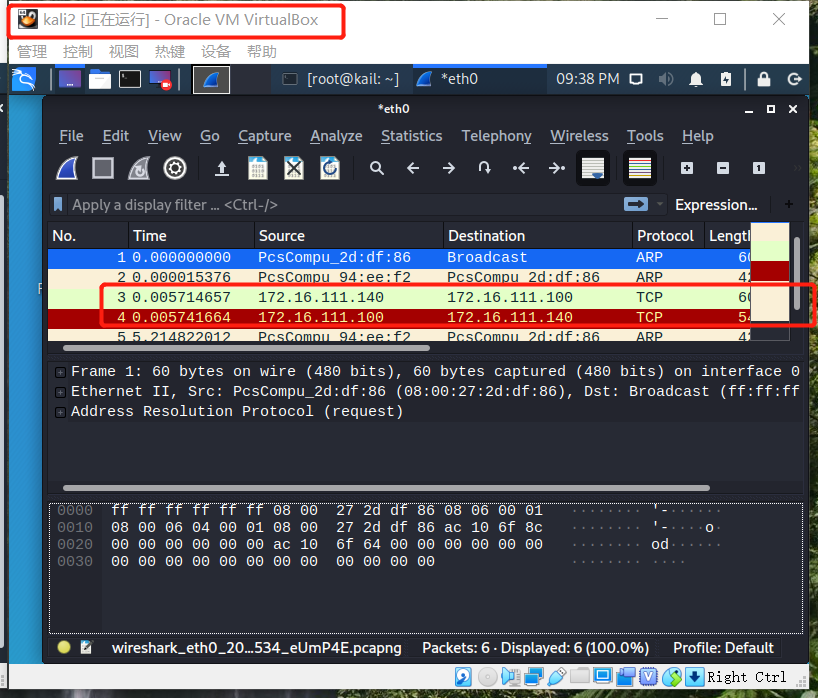 kali2 [正在运行] - Oracle VM VirtualBox
管理 控制 视图 热键 设备 帮助
[root@kail: ~] *eth0 09:38 PM
*eth0
File Edit View Go Capture Analyze Statistics Telephony Wireless Tools Help
Apply a display filter ... <Ctrl-/> Expression... +
No. Time Source Destination Protocol Lengtl
1 0.000000000 PcsCompu_2d:df:86 Broadcast ARP 60
2 0.000015376 PcsCompu_94:ee:f2 PcsCompu_2d:df:86 ARP 42
3 0.005714657 172.16.111.140 172.16.111.100 TCP 60
4 0.005741664 172.16.111.100 172.16.111.140 TCP 54
5 5.214822012 PcsCompu_94:ee:f2 PcsCompu_2d:df:86 ARP 42
Frame 1: 60 bytes on wire (480 bits), 60 bytes captured (480 bits) on interface 0
Ethernet II, Src: PcsCompu_2d:df:86 (08:00:27:2d:df:86), Dst: Broadcast (ff:ff:ff
Address Resolution Protocol (request)
0000 ff ff ff ff ff ff 08 00 27 2d df 86 08 06 00 01 ········ '-······
0010 08 00 06 04 00 01 08 00 27 2d df 86 ac 10 6f 8c ········ '-····o·
0020 00 00 00 00 00 00 ac 10 6f 64 00 00 00 00 00 00 ········ od······
0030 00 00 00 00 00 00 00 00 00 00 00 00 ········ ····
wireshark_eth0_20...534_eUmP4E.pcapng Packets: 6 · Displayed: 6 (100.0%) Profile: Default
Right Ctrl